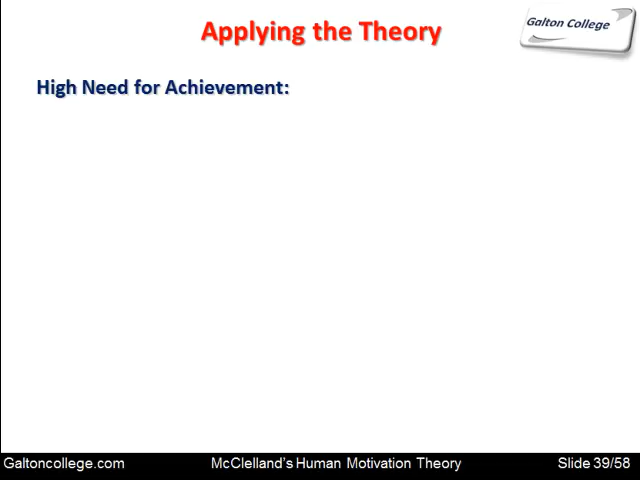 Applying the Theory
Galton College
High Need for Achievement:
Galtoncollege.com
McClelland's Human Motivation Theory
Slide 39/58